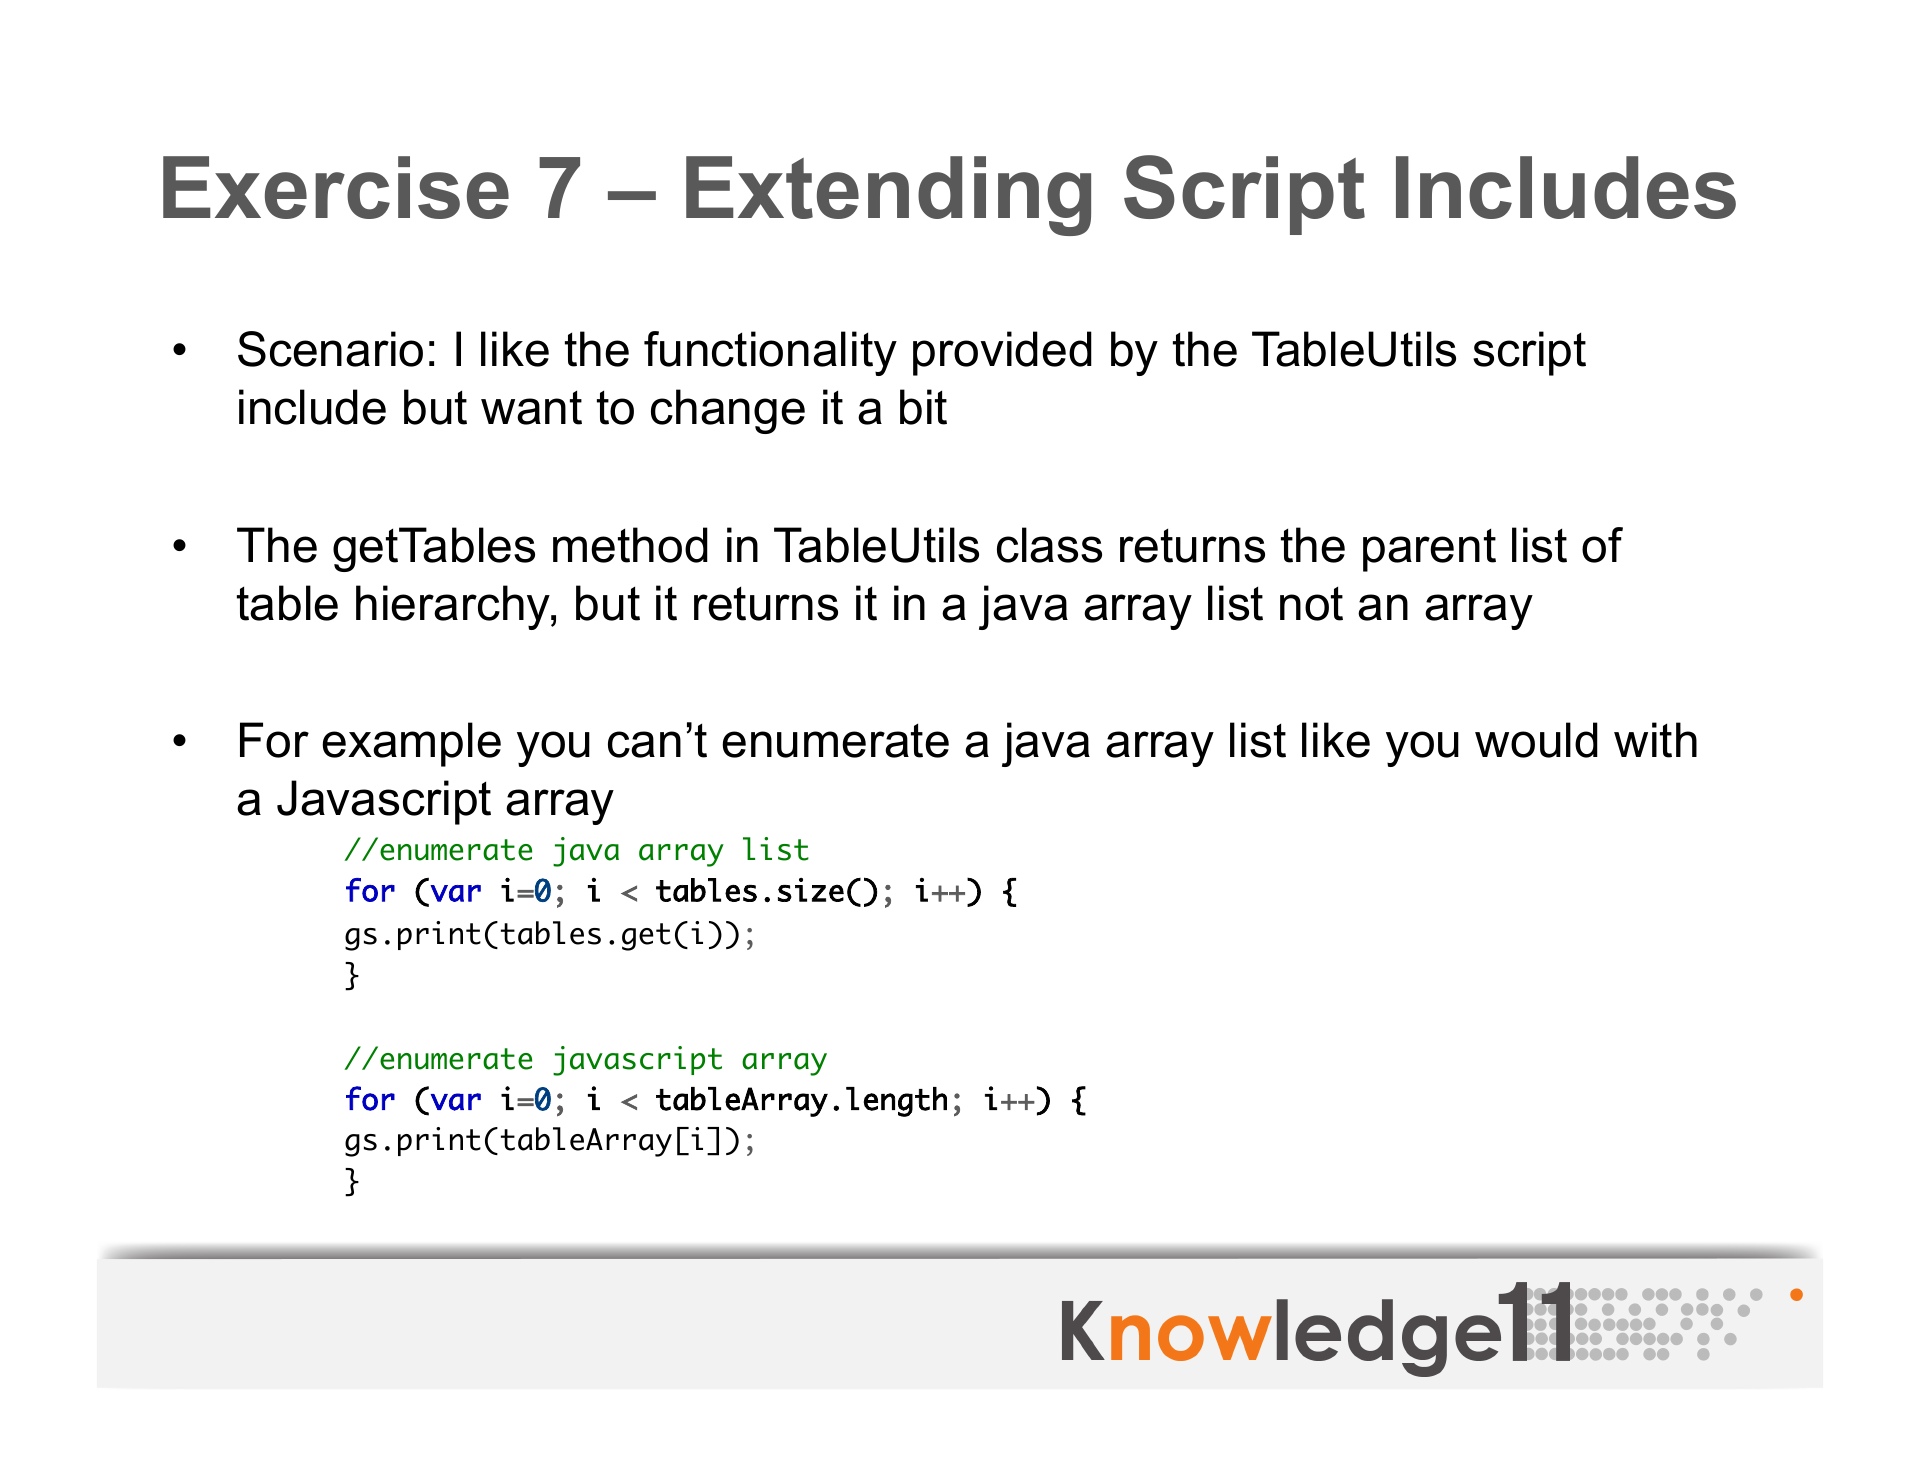 Exercise 7 – Extending Script Includes
• Scenario: I like the functionality provided by the TableUtils script
include but want to change it a bit
• The getTables method in TableUtils class returns the parent list of
table hierarchy, but it returns it in a java array list not an array
• For example you can’t enumerate a java array list like you would with
a Javascript array
//enumerate java array list
for (var i=0; i < tables.size(); i++) {
gs.print(tables.get(i));
}
//enumerate javascript array
for (var i=0; i < tableArray.length; i++) {
gs.print(tableArray[i]);
}
Knowledge11